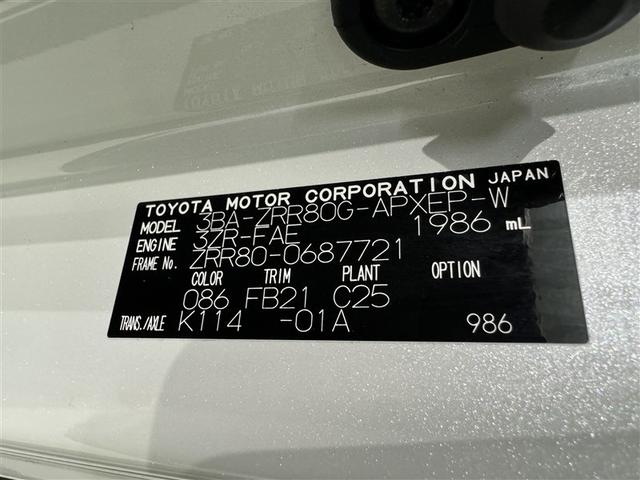 TOYOTA MOTOR CORPORATION JAPAN
MODEL 3BA-ZRR80G-APXEP-W
ENGINE 3ZR-FAE 1986 mL
FRAME No. ZRR80-0687721
COLOR TRIM PLANT OPTION
086 FB21 C25
TRANS./AXLE K114 -01A 986